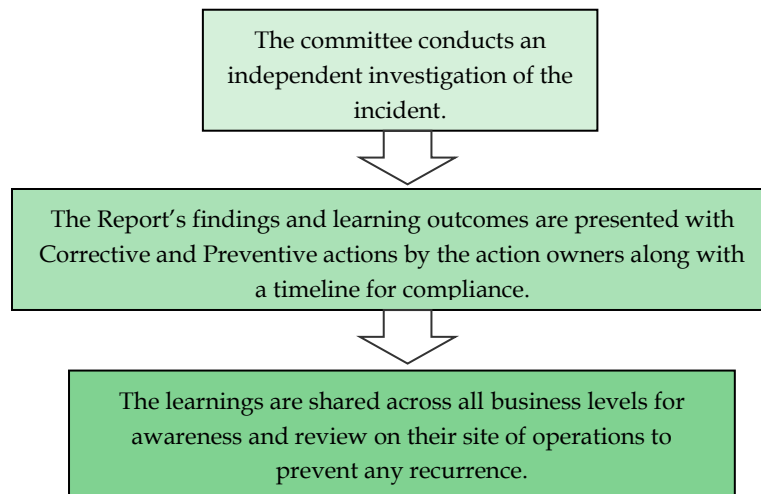 The committee conducts an
independent investigation of the
incident.
The Report’s findings and learning outcomes are presented with
Corrective and Preventive actions by the action owners along with
a timeline for compliance.
The learnings are shared across all business levels for
awareness and review on their site of operations to
prevent any recurrence.